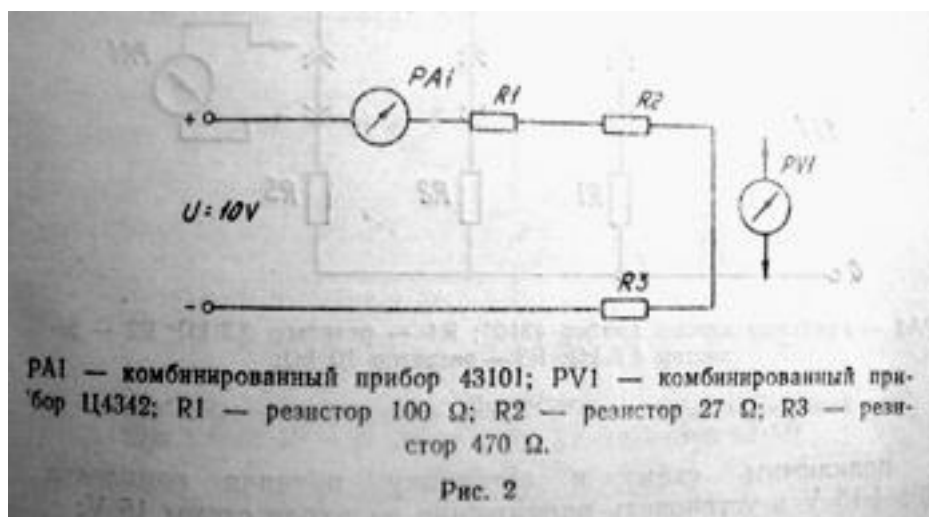 PA1
R1
R2
PV1
+
U=10V
R3
-
PA1 — комбинированный прибор 43101; PV1 — комбинированный при-
бор Ц4342; R1 — резистор 100 Ω; R2 — резистор 27 Ω; R3 — рези-
стор 470 Ω.
Рис. 2